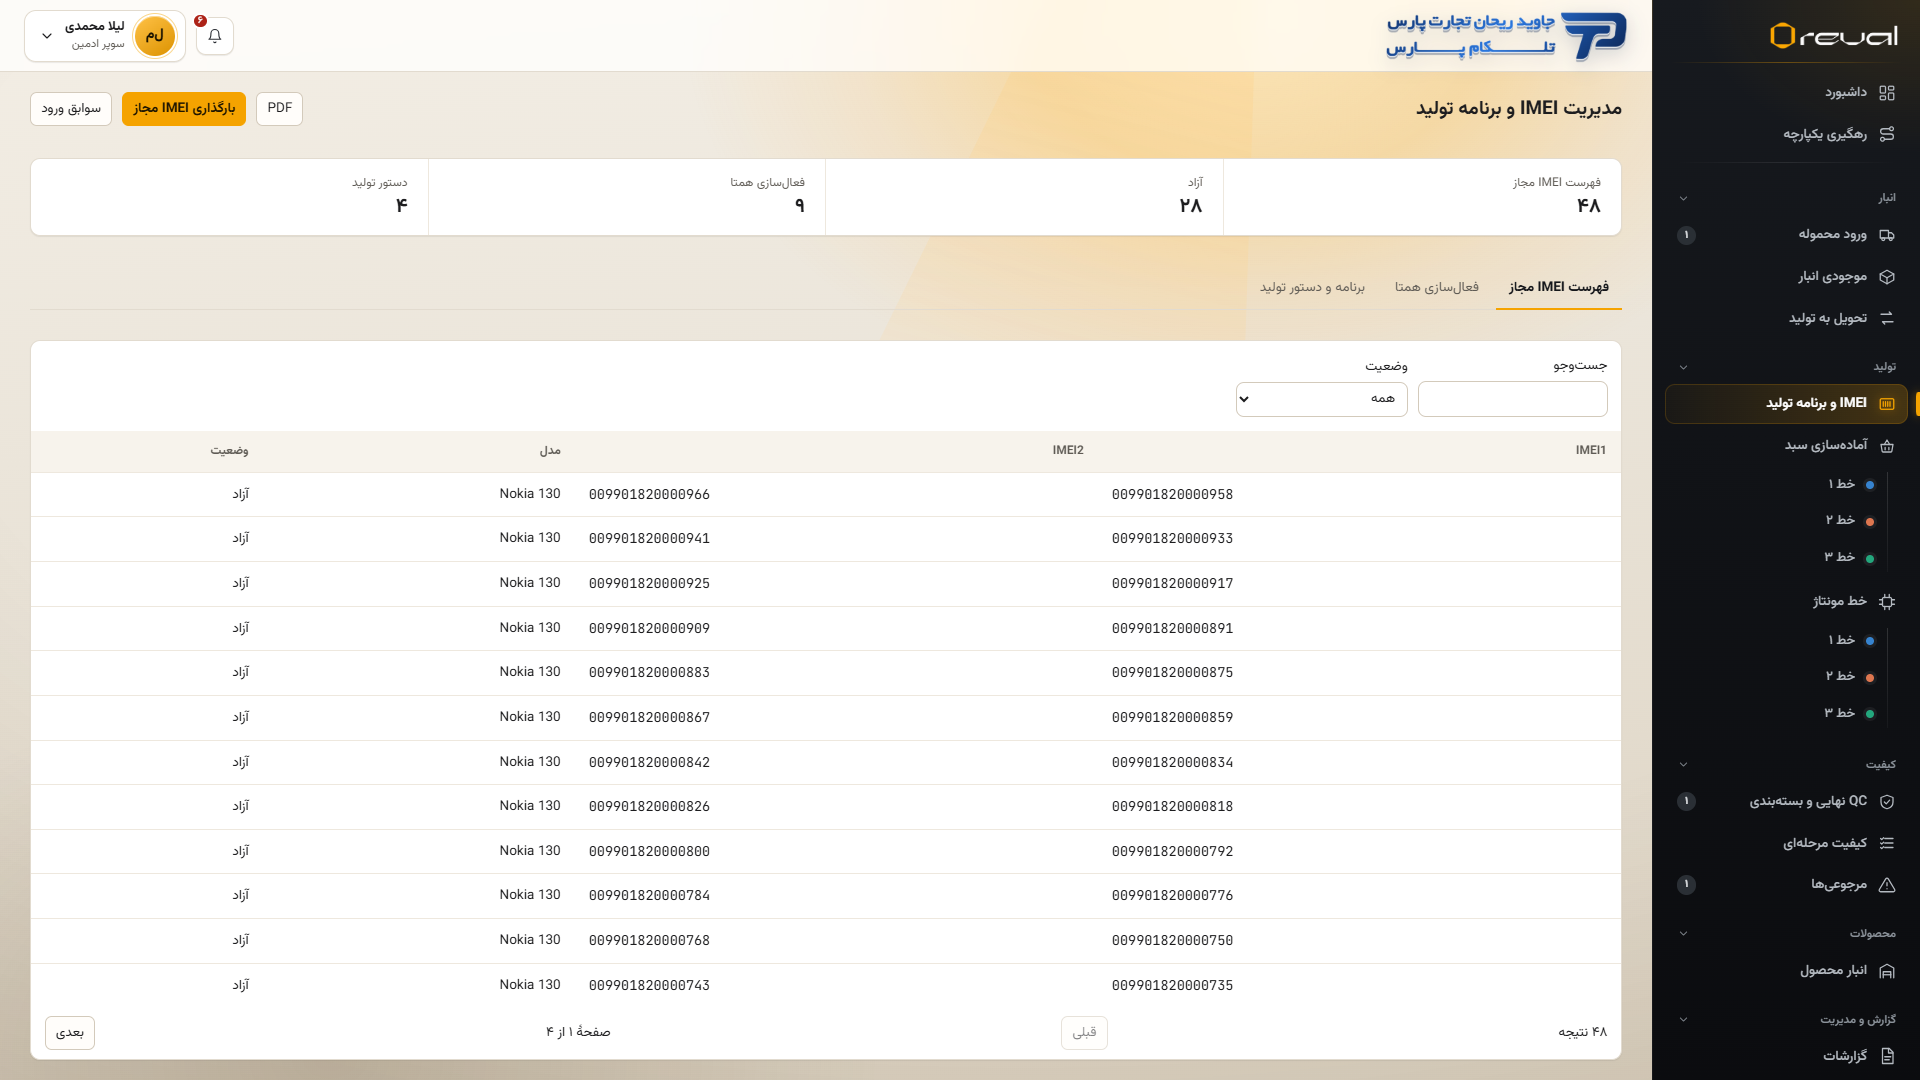 reval
داشبورد
رهگیری یکپارچه
انبار
ورود محموله
۱
موجودی انبار
تحویل به تولید
تولید
IMEI و برنامه تولید
آماده‌سازی سبد
خط ۱
خط ۲
خط ۳
خط مونتاژ
خط ۱
خط ۲
خط ۳
کیفیت
QC نهایی و بسته‌بندی
۱
کیفیت مرحله‌ای
مرجوعی‌ها
۱
محصولات
انبار محصول
گزارش و مدیریت
گزارشات
جاوید ریحان تجارت پارس
تلکام پارس
۶
ل‌م
لیلا محمدی
سوپر ادمین
مدیریت IMEI و برنامه تولید
PDF
بارگذاری IMEI مجاز
سوابق ورود
فهرست IMEI مجاز
۴۸
آزاد
۲۸
فعال‌سازی همتا
۹
دستور تولید
۴
فهرست IMEI مجاز
فعال‌سازی همتا
برنامه و دستور تولید
جست‌وجو
وضعیت
همه
IMEI1 IMEI2 مدل وضعیت
009901820000958 009901820000966 Nokia 130 آزاد
009901820000933 009901820000941 Nokia 130 آزاد
009901820000917 009901820000925 Nokia 130 آزاد
009901820000891 009901820000909 Nokia 130 آزاد
009901820000875 009901820000883 Nokia 130 آزاد
009901820000859 009901820000867 Nokia 130 آزاد
009901820000834 009901820000842 Nokia 130 آزاد
009901820000818 009901820000826 Nokia 130 آزاد
009901820000792 009901820000800 Nokia 130 آزاد
009901820000776 009901820000784 Nokia 130 آزاد
009901820000750 009901820000768 Nokia 130 آزاد
009901820000735 009901820000743 Nokia 130 آزاد
۴۸ نتیجه
قبلی
صفحهٔ ۱ از ۴
بعدی